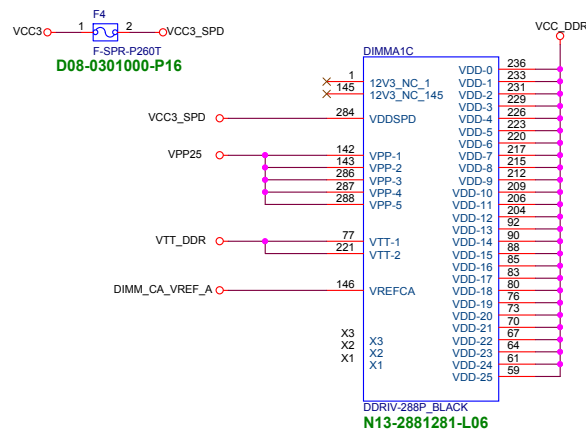 F4
VCC3 1 2 VCC3_SPD
F-SPR-P260T
D08-0301000-P16
VCC_DDR
DIMMA1C
1 12V3_NC_1
145 12V3_NC_145
VCC3_SPD 284 VDDSPD
VPP25 142 VPP-1
143 VPP-2
286 VPP-3
287 VPP-4
288 VPP-5
VTT_DDR 77 VTT-1
221 VTT-2
DIMM_CA_VREF_A 146 VREFCA
X3 X3
X2 X2
X1 X1
VDD-0 236
VDD-1 233
VDD-2 231
VDD-3 229
VDD-4 226
VDD-5 223
VDD-6 220
VDD-7 217
VDD-8 215
VDD-9 212
VDD-10 209
VDD-11 206
VDD-12 204
VDD-13 92
VDD-14 90
VDD-15 88
VDD-16 85
VDD-17 83
VDD-18 80
VDD-19 76
VDD-20 73
VDD-21 70
VDD-22 67
VDD-23 64
VDD-24 61
VDD-25 59
DDRIV-288P_BLACK
N13-2881281-L06